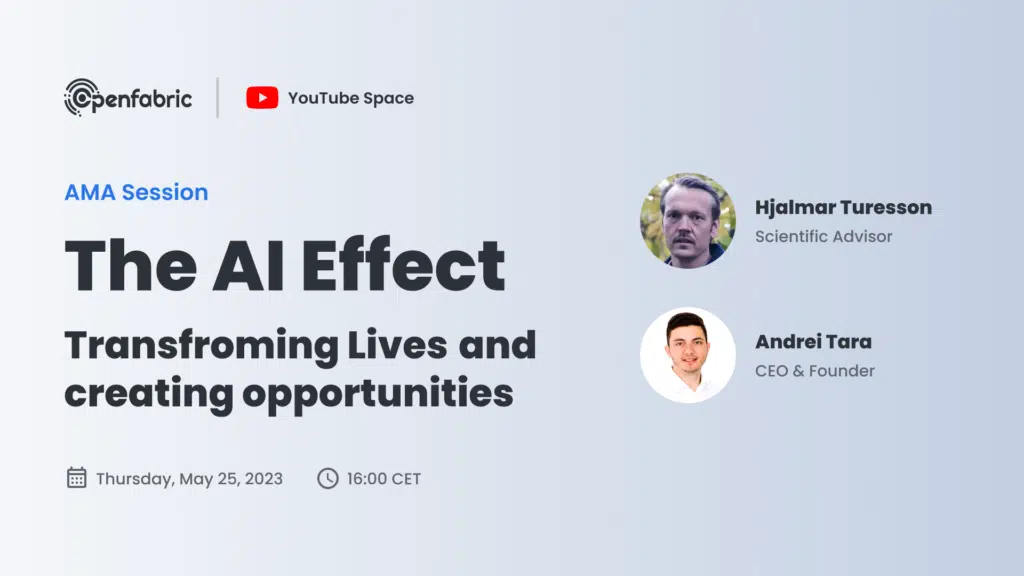 Openfabric
YouTube Space
AMA Session
The AI Effect
Transfroming Lives and
creating opportunities
Thursday, May 25, 2023
16:00 CET
Hjalmar Turesson
Scientific Advisor
Andrei Tara
CEO & Founder